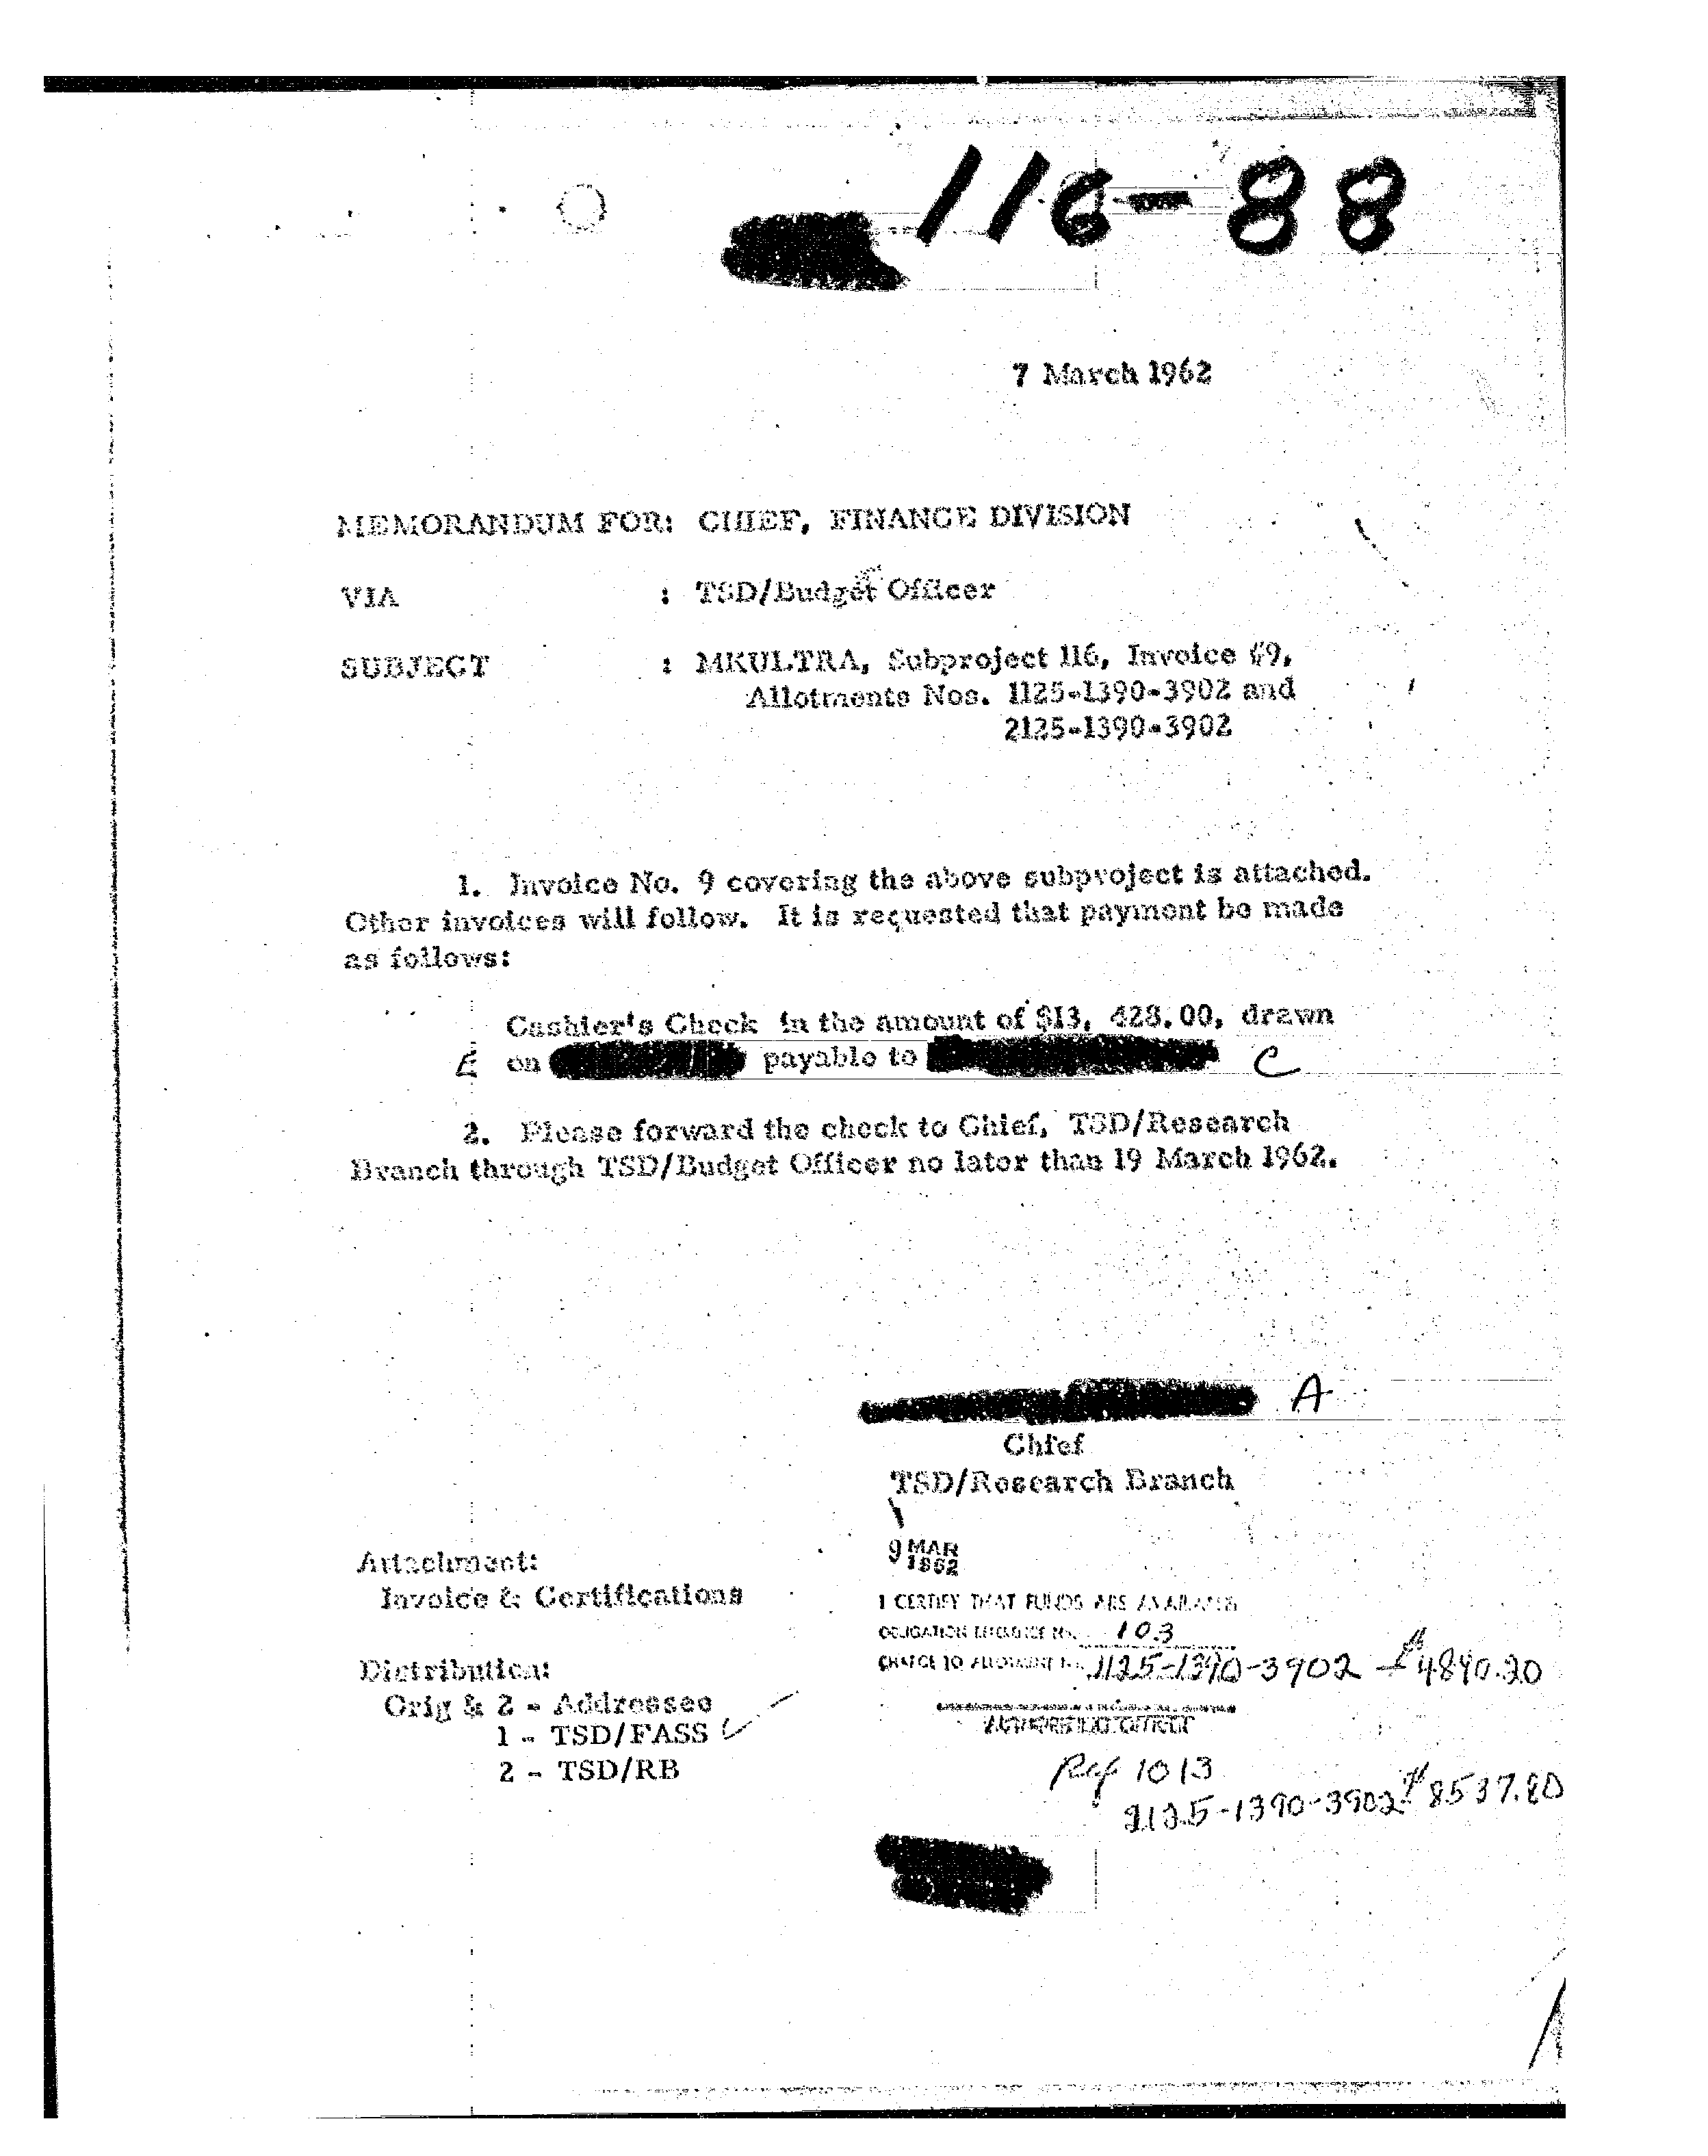 116-88
7 March 1962
MEMORANDUM FOR: CHIEF, FINANCE DIVISION
VIA : TSD/Budget Officer
SUBJECT : MKULTRA, Subproject 116, Invoice #9,
Allotments Nos. 1125-1390-3902 and
2125-1390-3902
1. Invoice No. 9 covering the above subproject is attached.
Other invoices will follow. It is requested that payment be made
as follows:
Cashier's Check in the amount of $13, 428.00, drawn
E on payable to C
2. Please forward the check to Chief, TSD/Research
Branch through TSD/Budget Officer no later than 19 March 1962.
A
Chief
TSD/Research Branch
9 MAR
1962
Attachment:
Invoice & Certifications
I CERTIFY THAT FUNDS ARE AVAILABLE
OBLIGATION REFERENCE NO. 103
CHARGE TO ALLOTMENT NO. 1125-1390-3902 - $4890.20
Distribution:
Orig & 2 - Addressee
1 - TSD/FASS
2 - TSD/RB
AUTHORIZING OFFICER
Ref 1013
2125-1390-3902 $8537.80